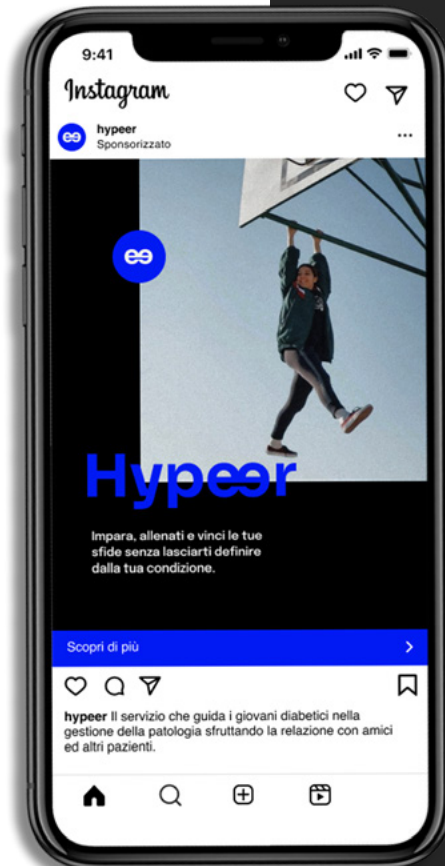 9:41
Instagram
hypeer
Sponsorizzato
Hypeer
Impara, allenati e vinci le tue
sfide senza lasciarti definire
dalla tua condizione.
Scopri di più
hypeer Il servizio che guida i giovani diabetici nella
gestione della patologia sfruttando la relazione con amici
ed altri pazienti.